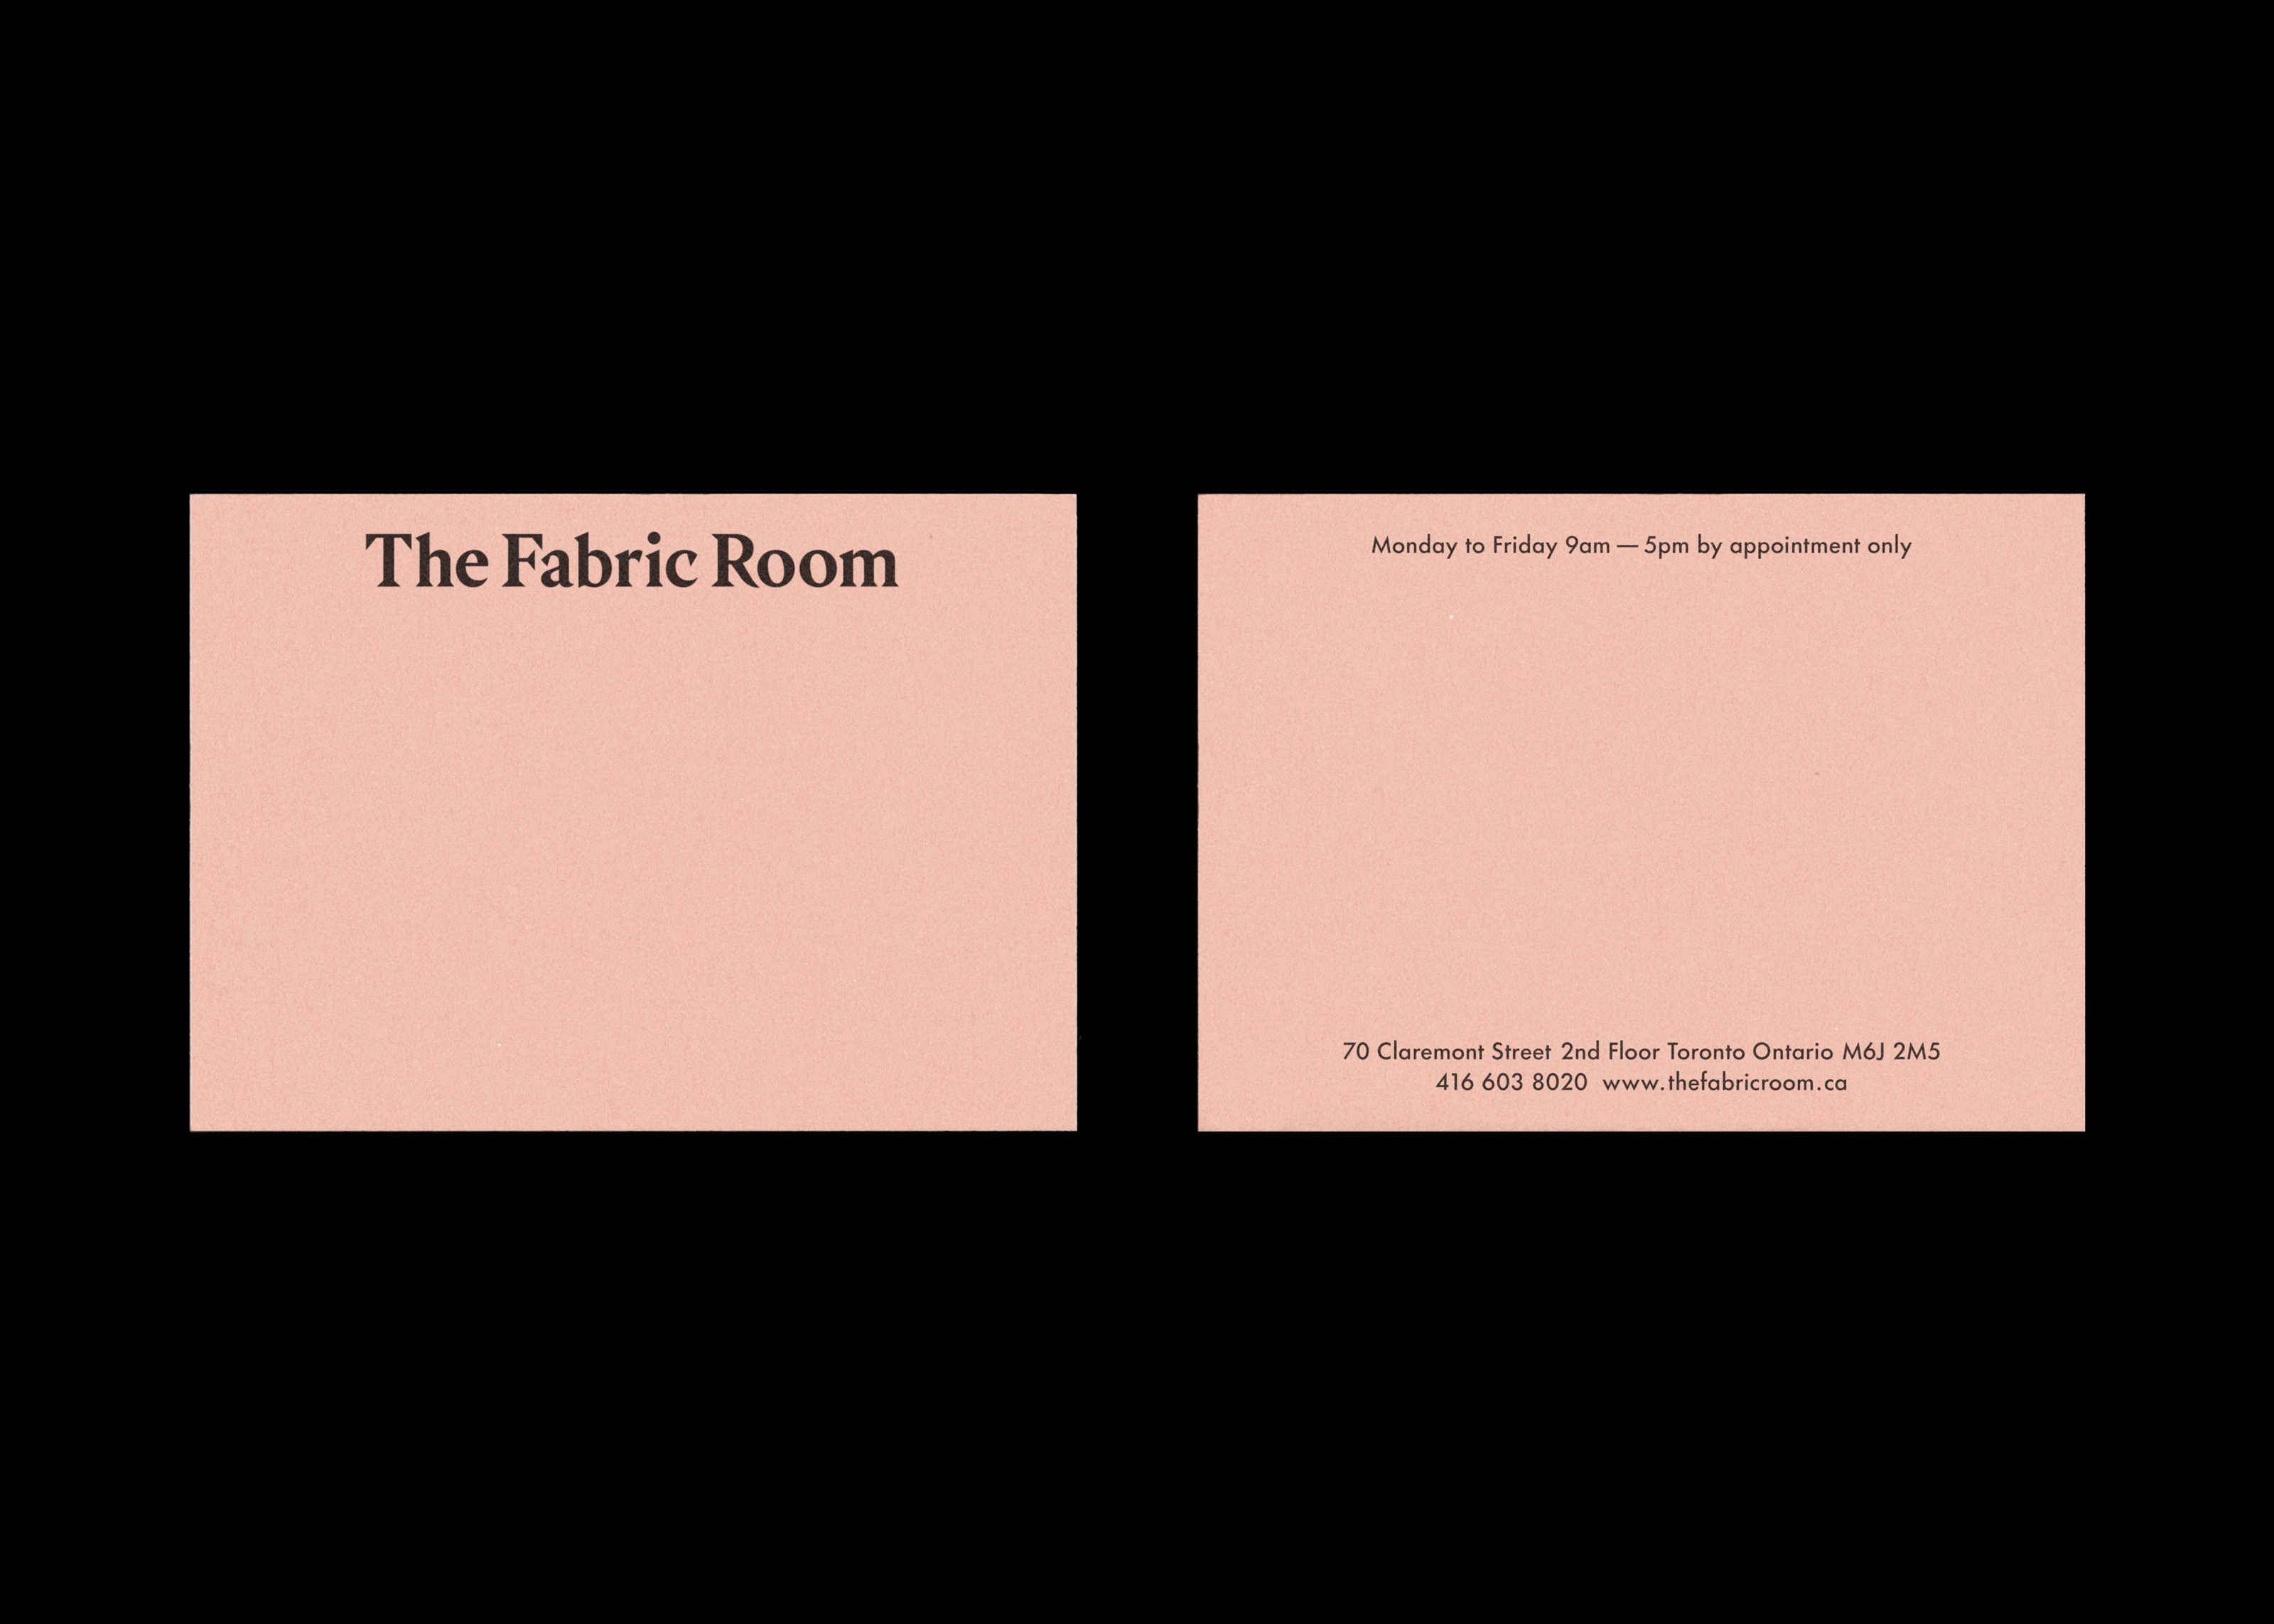 The Fabric Room
Monday to Friday 9am — 5pm by appointment only
70 Claremont Street 2nd Floor Toronto Ontario M6J 2M5
416 603 8020 www.thefabricroom.ca